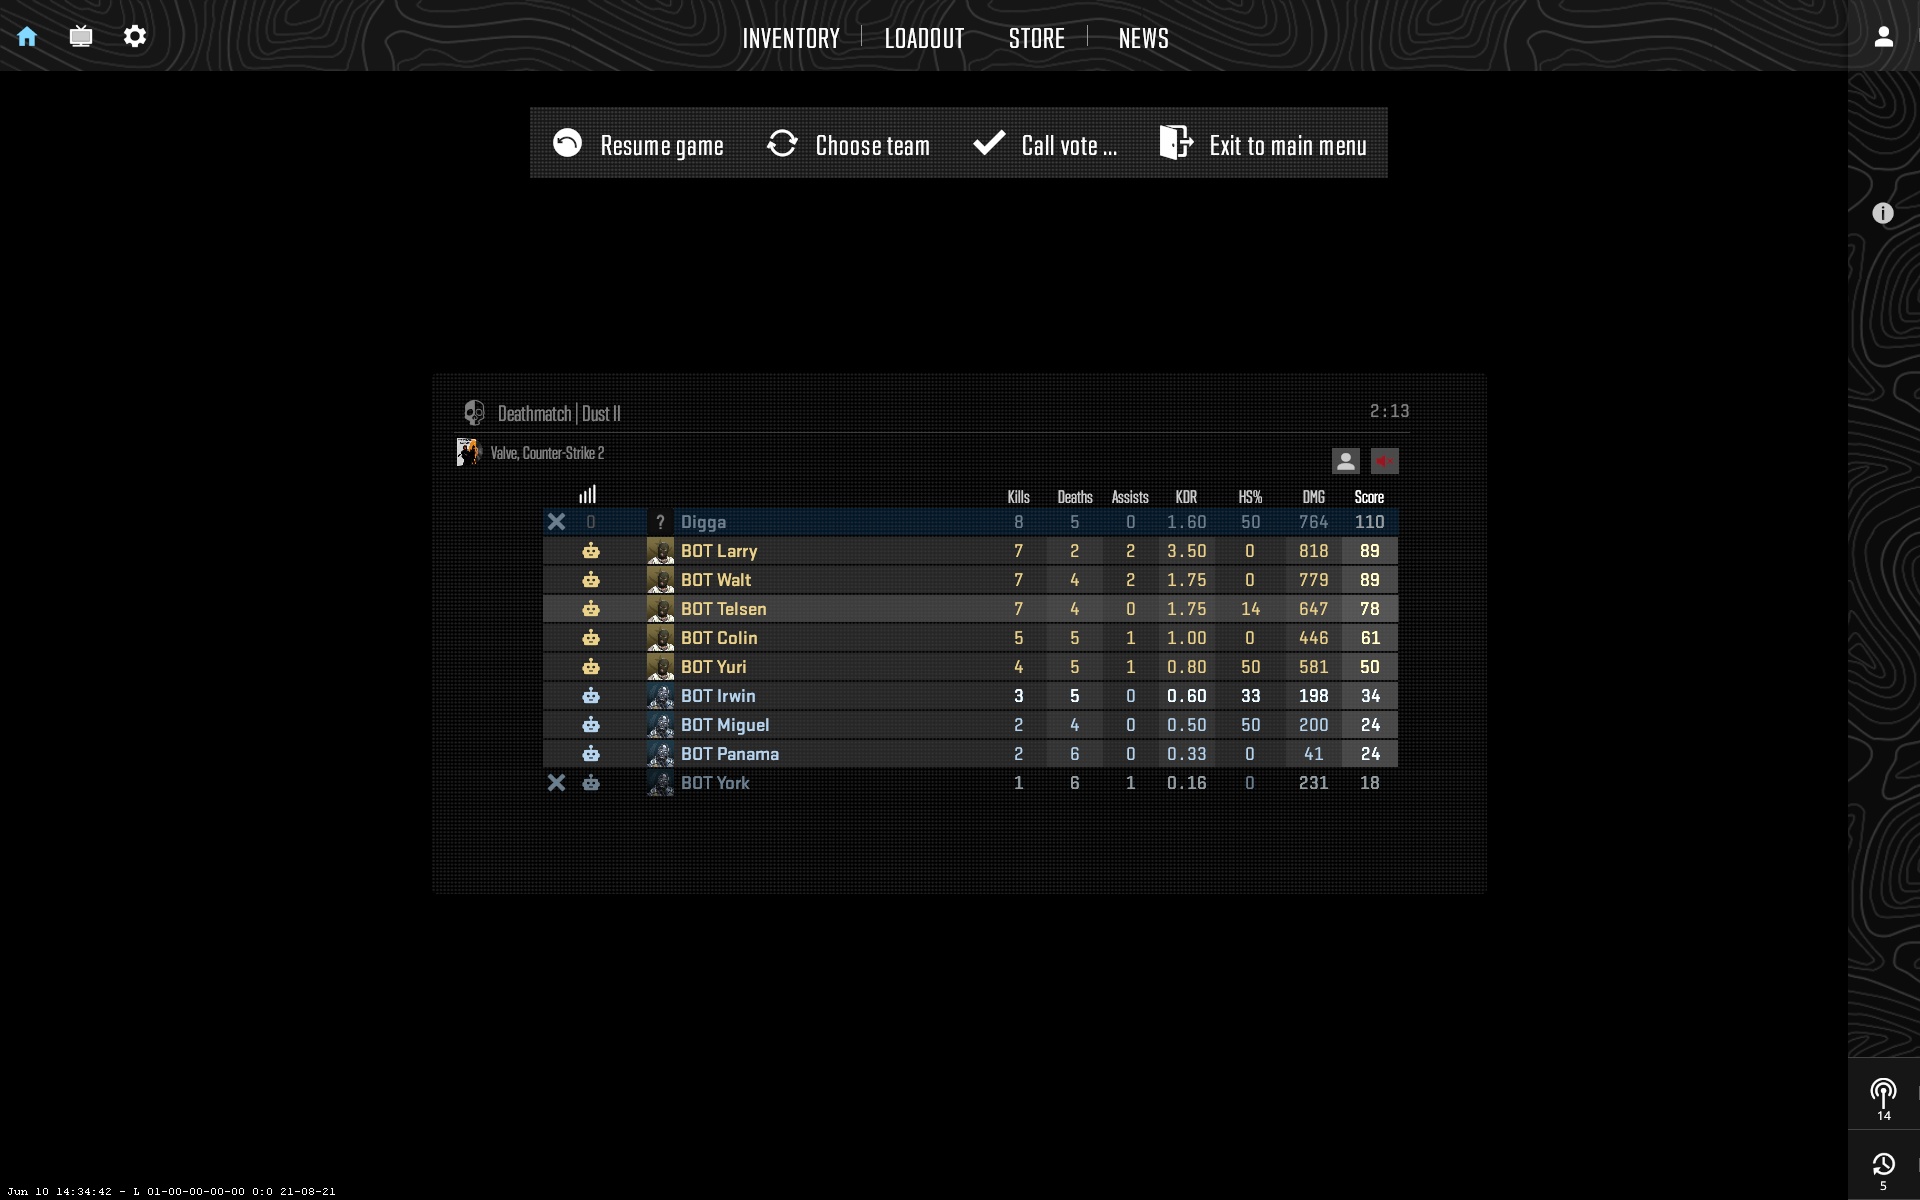 INVENTORY LOADOUT STORE NEWS
Resume game Choose team Call vote ... Exit to main menu
Deathmatch | Dust II 2:13
Valve, Counter-Strike 2
Kills Deaths Assists KDR HS% DMG Score
0 ? Digga 8 5 0 1.60 50 764 110
BOT Larry 7 2 2 3.50 0 818 89
BOT Walt 7 4 2 1.75 0 779 89
BOT Telsen 7 4 0 1.75 14 647 78
BOT Colin 5 5 1 1.00 0 446 61
BOT Yuri 4 5 1 0.80 50 581 50
BOT Irwin 3 5 0 0.60 33 198 34
BOT Miguel 2 4 0 0.50 50 200 24
BOT Panama 2 6 0 0.33 0 41 24
BOT York 1 6 1 0.16 0 231 18
14
5
Jun 10 14:34:42 - L 01-00-00-00-00 0:0 21-08-21